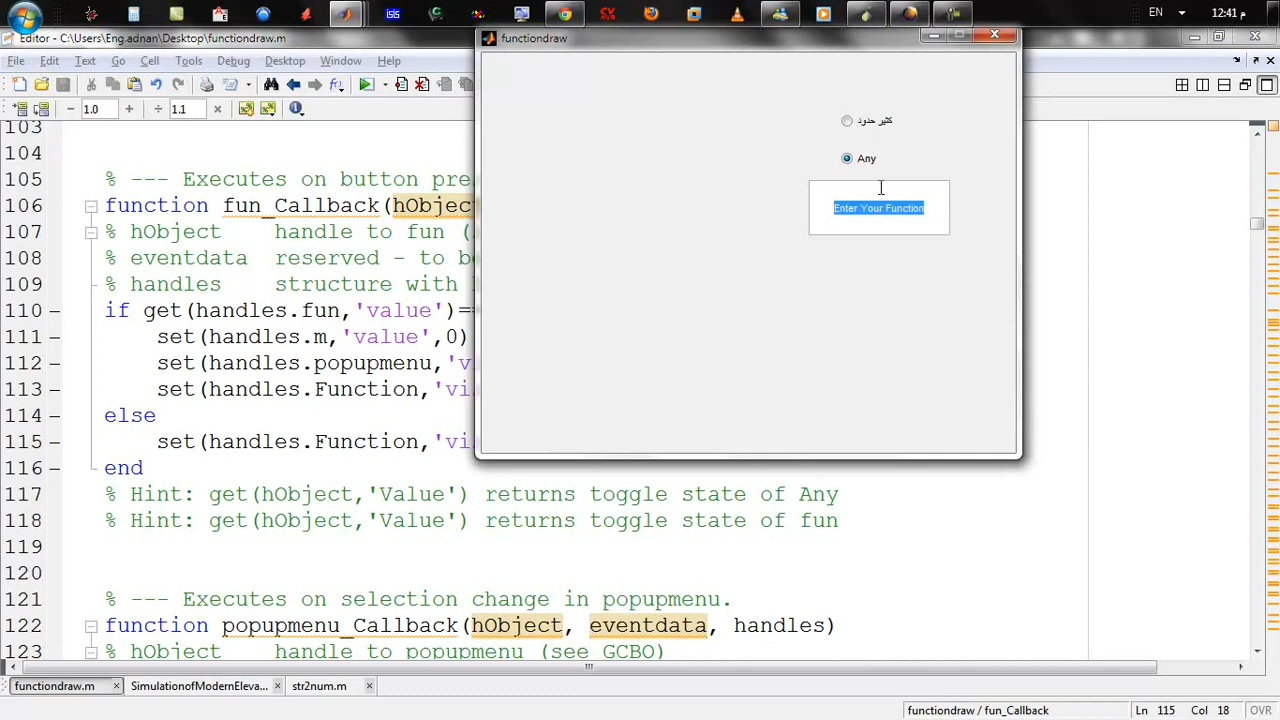 EN
12:41 م
Editor - C:\Users\Eng.adnan\Desktop\functiondraw.m
functiondraw
File Edit Text Go Cell Tools Debug Desktop Window Help
1.0
1.1
كثير حدود
Any
Enter Your Function
103
104
105 % --- Executes on button pre
106 function fun_Callback(hObject
107 % hObject    handle to fun (
108 % eventdata  reserved - to be
109 % handles    structure with
110 if get(handles.fun,'value')==
111 set(handles.m,'value',0)
112 set(handles.popupmenu,'v
113 set(handles.Function,'vi
114 else
115 set(handles.Function,'vi
116 end
117 % Hint: get(hObject,'Value') returns toggle state of Any
118 % Hint: get(hObject,'Value') returns toggle state of fun
119
120
121 % --- Executes on selection change in popupmenu.
122 function popupmenu_Callback(hObject, eventdata, handles)
123 % hObject    handle to popupmenu (see GCBO)
functiondraw.m SimulationofModernEleva... str2num.m
functiondraw / fun_Callback Ln 115 Col 18 OVR